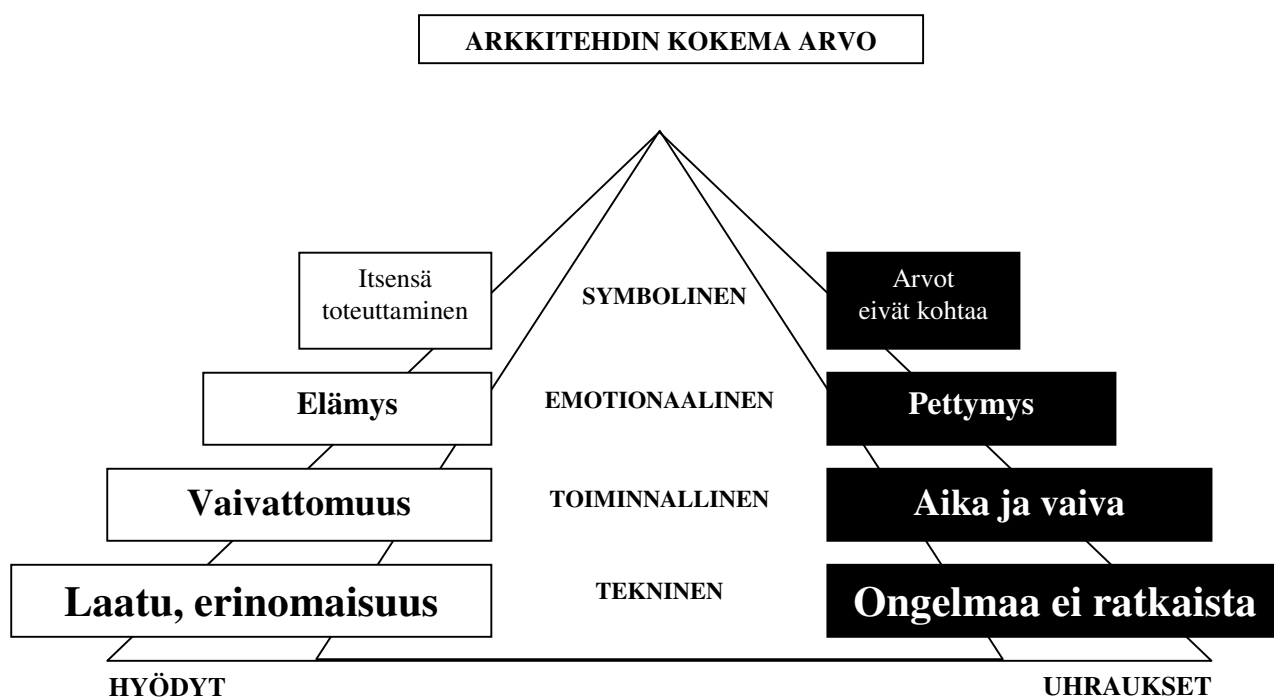 ARKKITEHDIN KOKEMA ARVO
Itsensä
toteuttaminen
SYMBOLINEN
Arvot
eivät kohtaa
Elämys
EMOTIONAALINEN
Pettymys
Vaivattomuus
TOIMINNALLINEN
Aika ja vaiva
Laatu, erinomaisuus
TEKNINEN
Ongelmaa ei ratkaista
HYÖDYT
UHRAUKSET